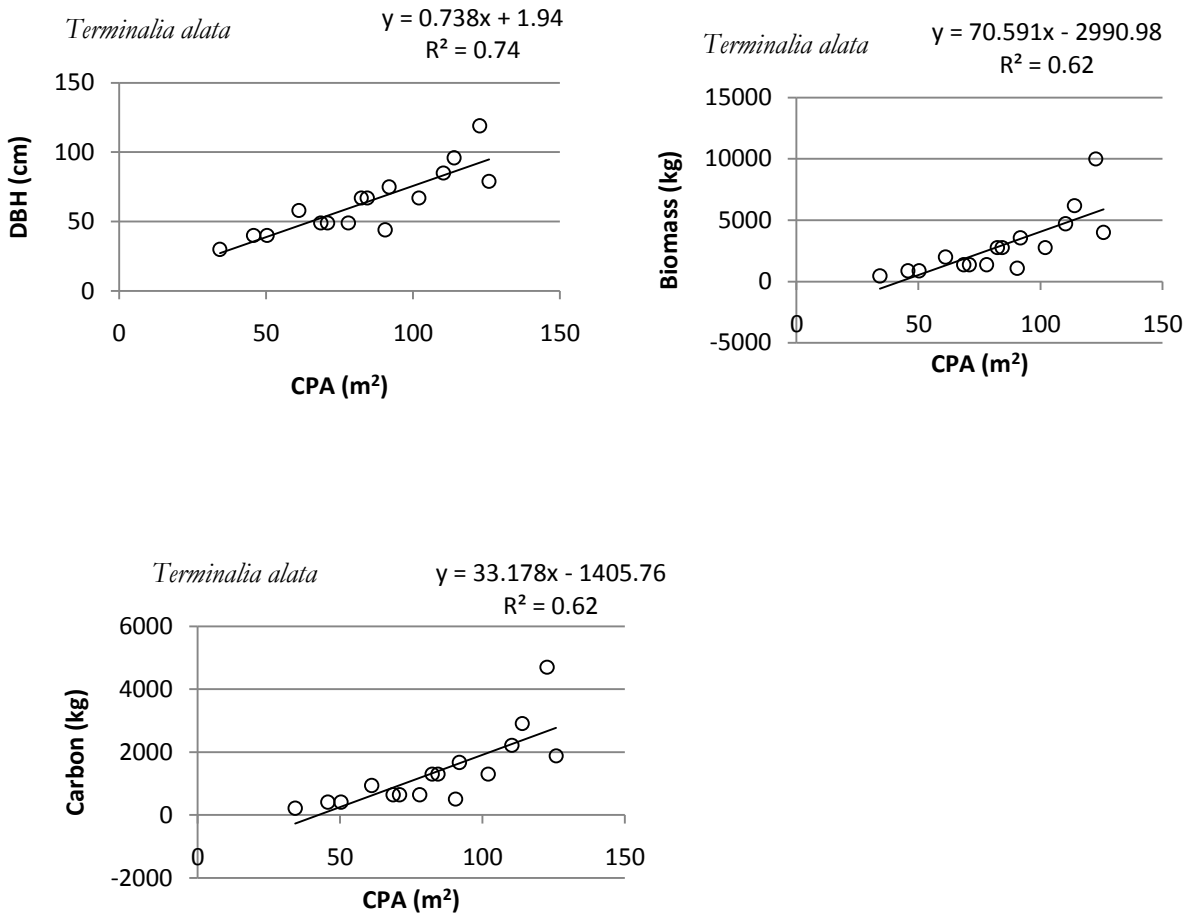 Terminalia alata
y = 0.738x + 1.94
R² = 0.74
150
100
50
0
0 50 100 150
DBH (cm)
CPA (m²)
Terminalia alata
y = 70.591x - 2990.98
R² = 0.62
15000
10000
5000
0
-5000
0 50 100 150
Biomass (kg)
CPA (m²)
Terminalia alata
y = 33.178x - 1405.76
R² = 0.62
6000
4000
2000
0
-2000
0 50 100 150
Carbon (kg)
CPA (m²)